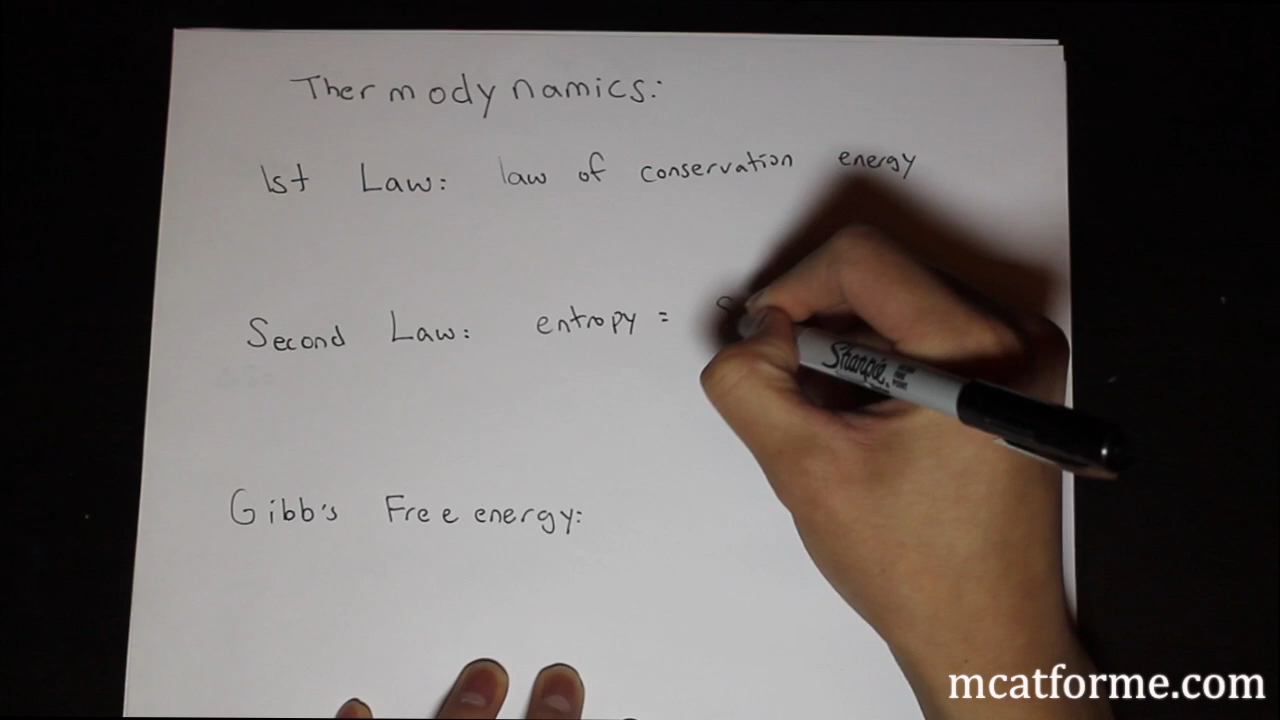 Thermodynamics:
1st Law: law of conservation energy
Second Law: entropy = S
Gibb's Free energy:
Sharpie.
mcatforme.com